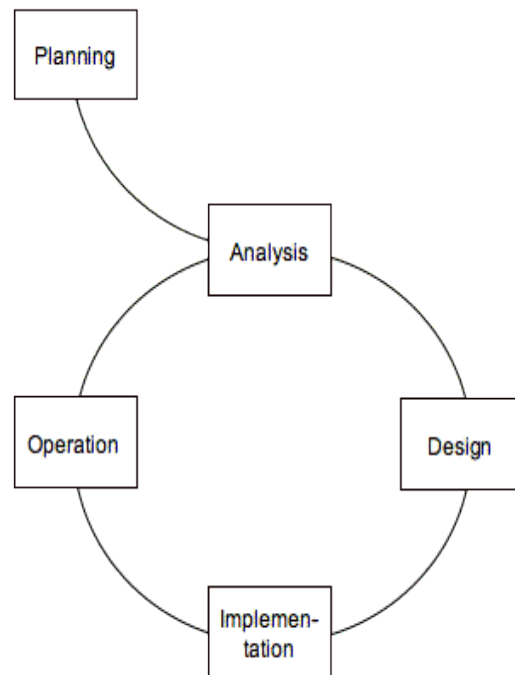 Planning
Analysis
Operation
Design
Implemen-
tation